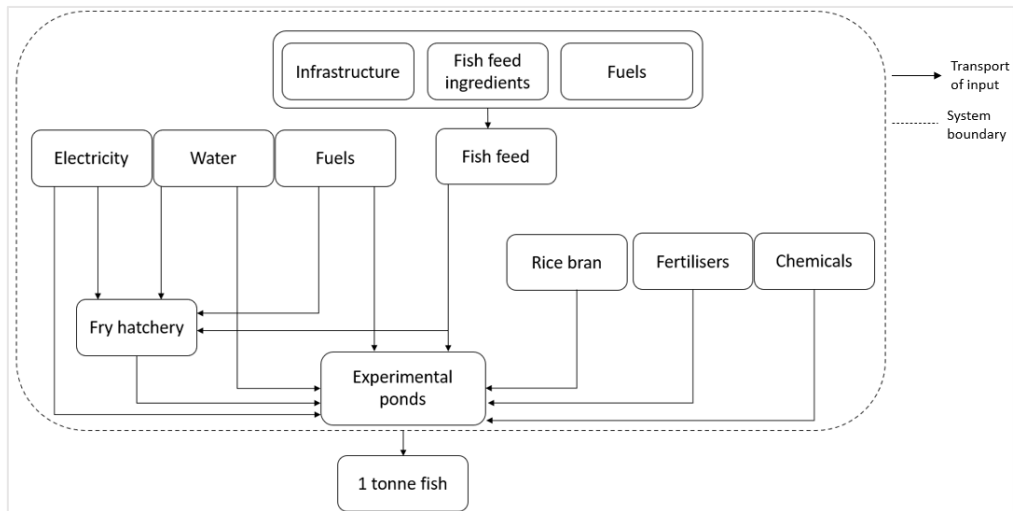 Infrastructure
Fish feed
ingredients
Fuels
Transport
of input
System
boundary
Electricity
Water
Fuels
Fish feed
Rice bran
Fertilisers
Chemicals
Fry hatchery
Experimental
ponds
1 tonne fish